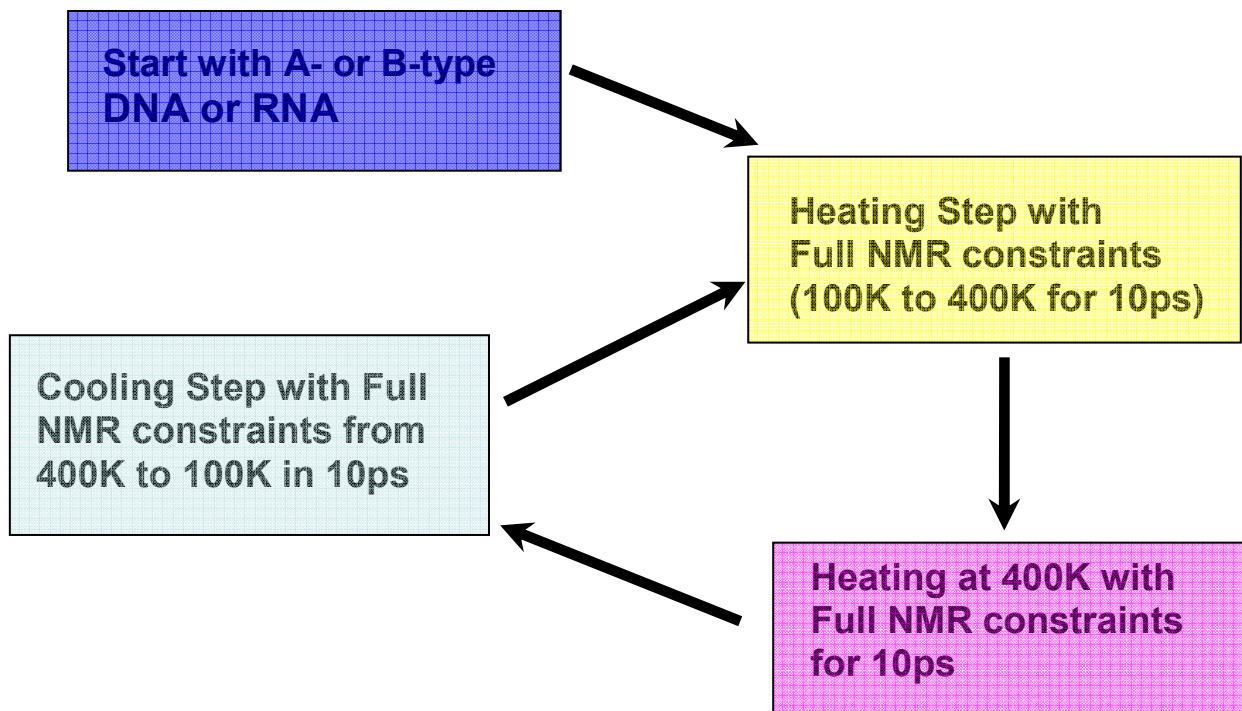 Start with A- or B-type
DNA or RNA
Heating Step with
Full NMR constraints
(100K to 400K for 10ps)
Heating at 400K with
Full NMR constraints
for 10ps
Cooling Step with Full
NMR constraints from
400K to 100K in 10ps